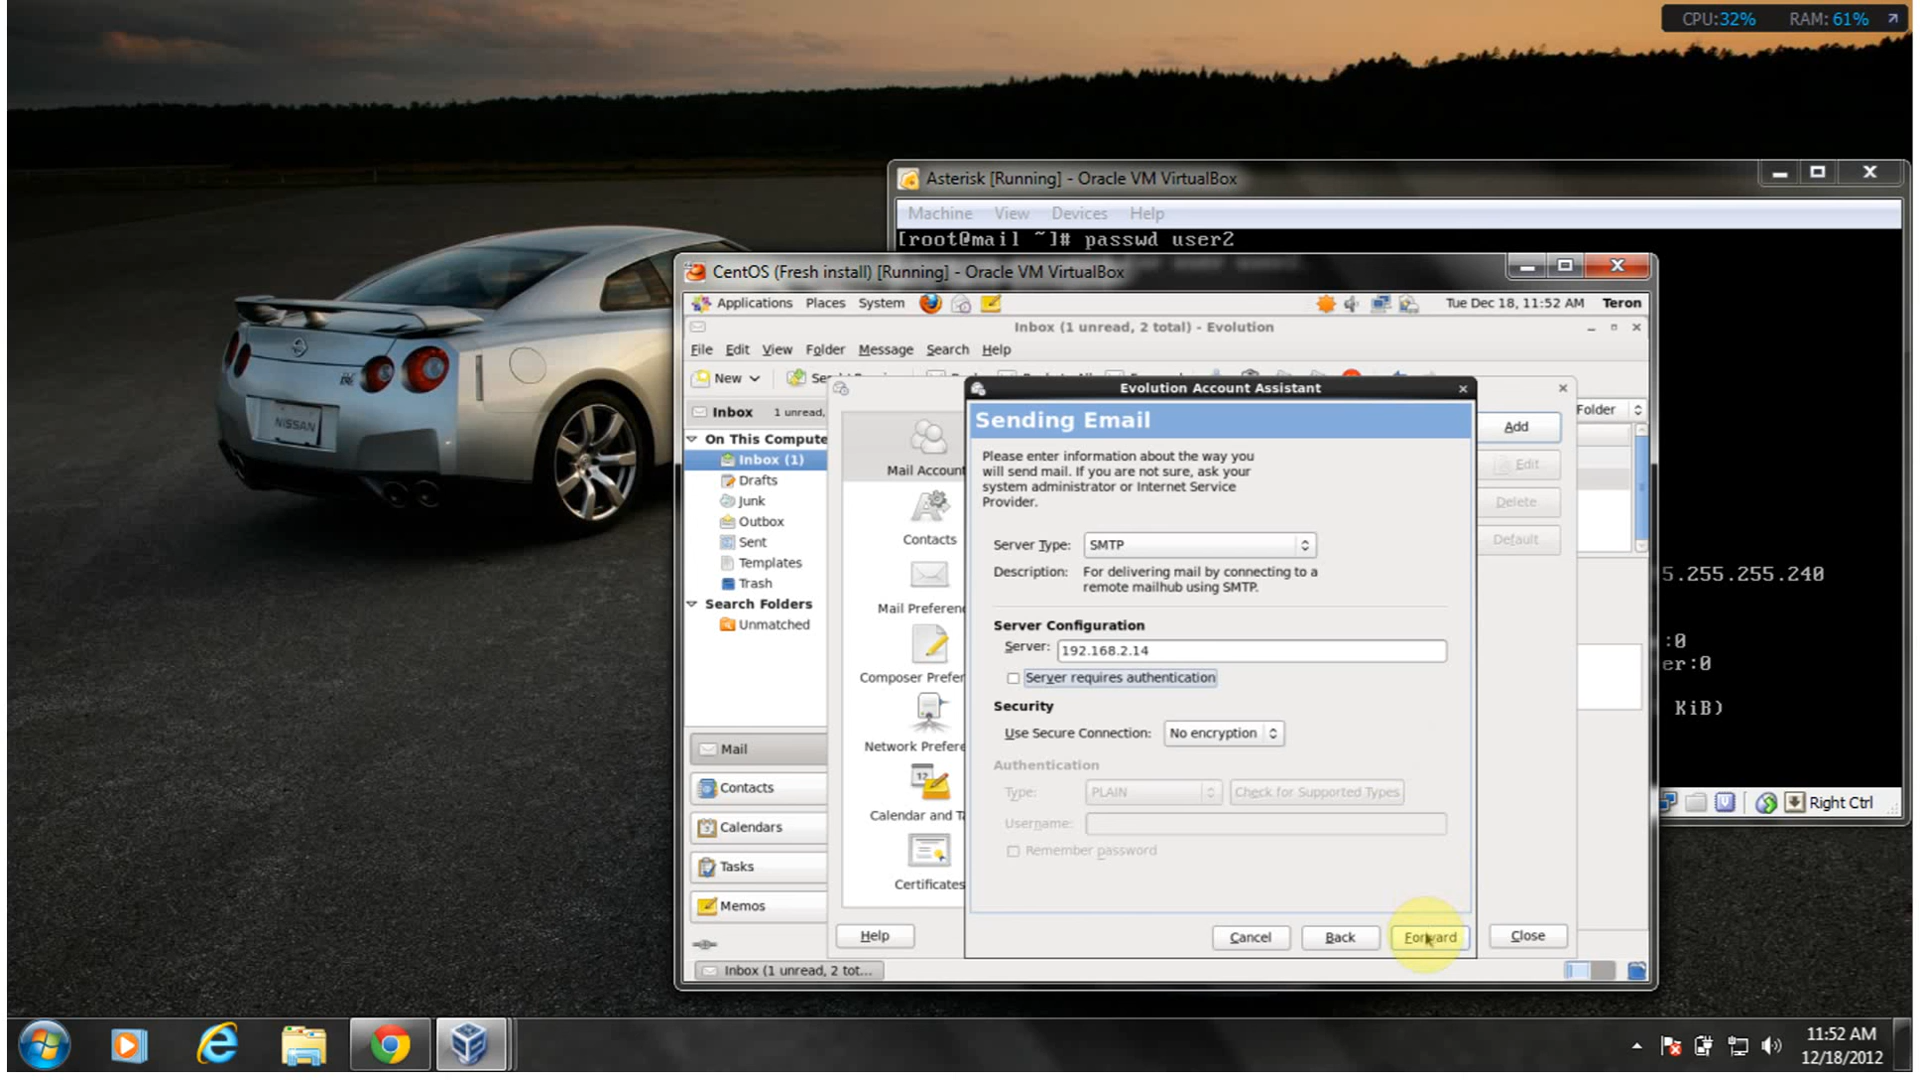 CPU:32% RAM: 61%
Asterisk [Running] - Oracle VM VirtualBox
Machine View Devices Help
[root@mail ~]# passwd user2
CentOS (Fresh install) [Running] - Oracle VM VirtualBox
Applications Places System Tue Dec 18, 11:52 AM Teron
Inbox (1 unread, 2 total) - Evolution
File Edit View Folder Message Search Help
New
Evolution Account Assistant
Inbox 1 unread,
Sending Email
Folder
Add
On This Compute
Inbox (1)
Drafts
Junk
Outbox
Sent
Templates
Trash
Search Folders
Unmatched
Mail Account
Contacts
Mail Preferen
Composer Prefer
Network Prefere
Calendar and Ta
Certificates
Please enter information about the way you
will send mail. If you are not sure, ask your
system administrator or Internet Service
Provider.
Edit
Delete
Default
Server Type: SMTP
Description: For delivering mail by connecting to a
remote mailhub using SMTP.
Server Configuration
Server: 192.168.2.14
Server requires authentication
Security
Use Secure Connection: No encryption
Authentication
Type: PLAIN Check for Supported Types
Username:
Remember password
5.255.255.240
:0
er:0
KiB)
Right Ctrl
Mail
Contacts
Calendars
Tasks
Memos
Help
Cancel Back Forward Close
Inbox (1 unread, 2 tot...
NISSAN
11:52 AM
12/18/2012